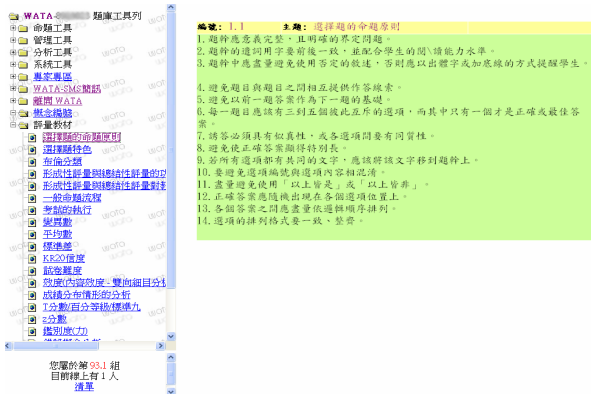 WATA- 題庫工具列
命題工具
管理工具
分析工具
系統工具
專家專區
WATA-SMS簡訊
離開 WATA
概念編號
評量教材
選擇題的命題原則
選擇題特色
布倫分類
形成性評量與總結性評量的功
形成性評量與總結性評量對教
一般命題流程
考試的執行
變異數
平均數
標準差
KR20信度
試卷難度
效度(內容效度 - 雙向細目分
成績分布情形的分析
T分數/百分等級/標準九
z分數
鑑別度(力)
您屬於第 93.1 組
目前線上有 1 人
清單
編號: 1.1 主題: 選擇題的命題原則
1. 題幹應意義完整，且明確的界定問題。
2. 題幹的遣詞用字要前後一致，並配合學生的閱\讀能力水準。
3. 題幹中應盡量避免使用否定的敘述，否則應以出體字或加底線的方式提醒學生。
4. 避免題目與題目之間相互提供作答線索。
5. 避免以前一題答案作為下一題的基礎。
6. 每一題目應該有三到五個彼此互斥的選項，而其中只有一個才是正確或最佳答
案。
7. 誘答必須具有似真性，或各選項間要有同質性。
8. 避免使正確答案顯得特別長。
9. 若所有選項都有共同的文字，應該將該文字移到題幹上。
10. 要避免選項編號與選項內容相混淆。
11. 盡量避免使用「以上皆是」或「以上皆非」。
12. 正確答案應隨機出現在各個選項位置上。
13. 各個答案之間應盡量依邏輯順序排列。
14. 選項的排列格式要一致、整齊。